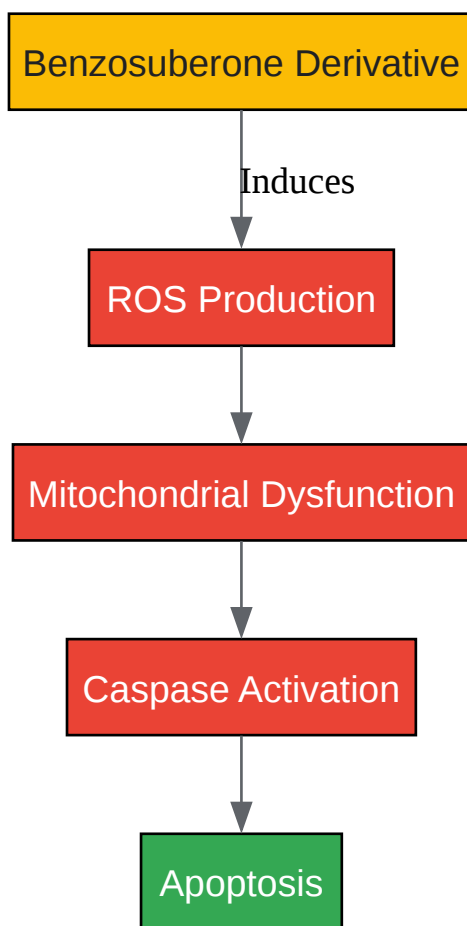 Benzosuberone Derivative
Induces
ROS Production
Mitochondrial Dysfunction
Caspase Activation
Apoptosis